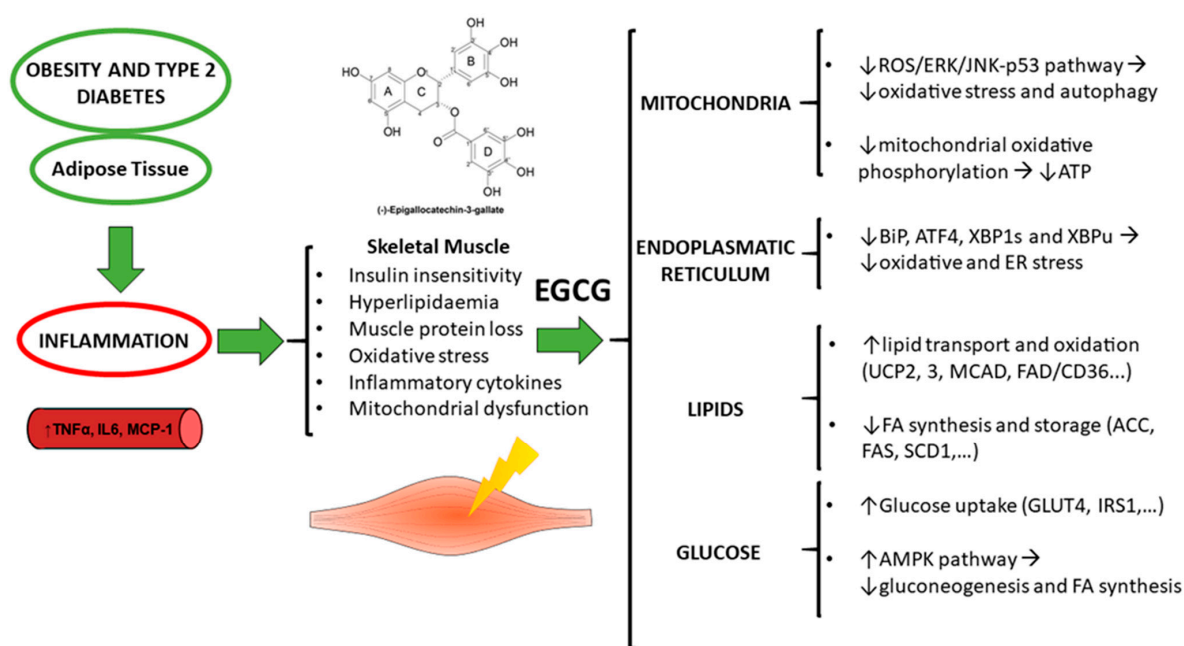 OBESITY AND TYPE 2
DIABETES
Adipose Tissue
INFLAMMATION
↑TNFα, IL6, MCP-1
OH
OH
OH
HO
O
OH
O
O
OH
OH
OH
A
C
B
D
(-)-Epigallocatechin-3-gallate
Skeletal Muscle
• Insulin insensitivity
• Hyperlipidaemia
• Muscle protein loss
• Oxidative stress
• Inflammatory cytokines
• Mitochondrial dysfunction
EGCG
MITOCHONDRIA
• ↓ROS/ERK/JNK-p53 pathway →
↓oxidative stress and autophagy
• ↓mitochondrial oxidative
phosphorylation → ↓ATP
ENDOPLASMATIC
RETICULUM
• ↓BiP, ATF4, XBP1s and XBPu →
↓oxidative and ER stress
LIPIDS
• ↑lipid transport and oxidation
(UCP2, 3, MCAD, FAD/CD36...)
• ↓FA synthesis and storage (ACC,
FAS, SCD1,...)
GLUCOSE
• ↑Glucose uptake (GLUT4, IRS1,...)
• ↑AMPK pathway →
↓gluconeogenesis and FA synthesis